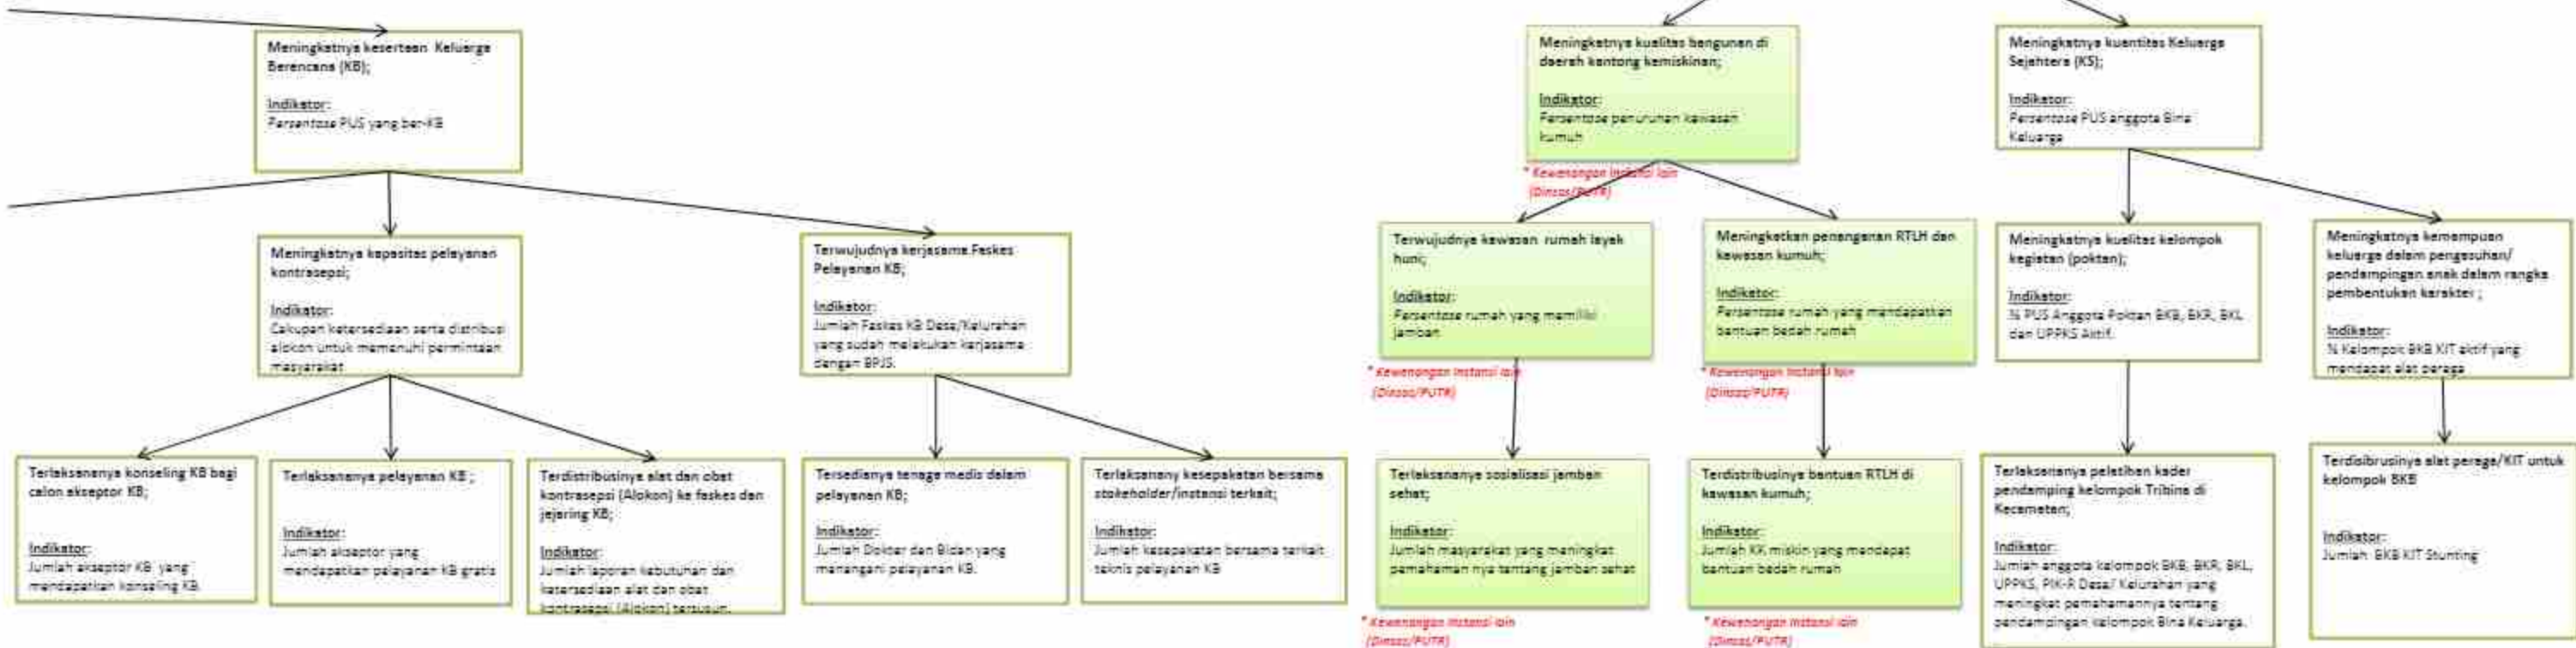 Meningkatnya kesertaan Keluarga
Berencana (KB);
Indikator:
Persentase PUS yang ber-KB
Meningkatnya kualitas bangunan di
daerah kantong kemiskinan;
Indikator:
Persentase penuruhan kawasan
kumuh
* Kewenangan Instansi lain
(Dinsos/PUTR)
Meningkatnya kuantitas Keluarga
Sejahtera (KS);
Indikator:
Persentase PUS anggota Bina
Keluarga
Meningkatnya kapasitas pelayanan
kontrasepsi;
Indikator:
Cakupan ketersediaan serta distribusi
alokon untuk memenuhi permintaan
masyarakat
Terwujudnya kerjasama Faskes
Pelayanan KB;
Indikator:
Jumlah Faskes KB Desa/Kelurahan
yang sudah melakukan kerjasama
dengan BPJS.
Terwujudnya kawasan rumah layak
huni;
Indikator:
Persentase rumah yang memiliki
jamban
* Kewenangan Instansi lain
(Dinsos/PUTR)
Meningkatkan penanganan RTLH dan
kawasan kumuh;
Indikator:
Persentase rumah yang mendapatkan
bantuan bedah rumah
* Kewenangan Instansi lain
(Dinsos/PUTR)
Meningkatnya kualitas kelompok
kegiatan (poktan);
Indikator:
% PUS Anggota Poktan BKB, BKR, BKL
dan UPPKS Aktif.
Meningkatnya kemampuan
keluarga dalam pengasuhan/
pendampingan anak dalam rangka
pembentukan karakter ;
Indikator:
% Kelompok BKB KIT aktif yang
mendapat alat peraga
Terlaksananya konseling KB bagi
calon akseptor KB;
Indikator:
Jumlah akseptor KB yang
mendapatkan konseling KB.
Terlaksananya pelayanan KB ;
Indikator:
Jumlah akseptor yang
mendapatkan pelayanan KB gratis
Terdistribusinya alat dan obat
kontrasepsi (Alokon) ke faskes dan
jejaring KB;
Indikator:
Jumlah laporan kebutuhan dan
ketersediaan alat dan obat
kontrasepsi (Alokon) tersusun.
Tersedianya tenaga medis dalam
pelayanan KB;
Indikator:
Jumlah Dokter dan Bidan yang
menangani pelayanan KB.
Terlaksanany kesepakatan bersama
stakeholder/instansi terkait;
Indikator:
Jumlah kesepakatan bersama terkait
teknis pelayanan KB
Terlaksananya sosialisasi jamban
sehat;
Indikator:
Jumlah masyarakat yang meningkat
pemahaman nya tentang jamban sehat
* Kewenangan Instansi lain
(Dinsos/PUTR)
Terdistribusinya bantuan RTLH di
kawasan kumuh;
Indikator:
Jumlah KK miskin yang mendapat
bantuan bedah rumah
* Kewenangan Instansi lain
(Dinsos/PUTR)
Terlaksananya pelatihan kader
pendamping kelompok Tribina di
Kecamatan;
Indikator:
Jumlah anggota kelompok BKB, BKR, BKL,
UPPKS, PIK-R Desa/ Kelurahan yang
meningkat pemahamannya tentang
pendampingan kelompok Bina Keluarga.
Terdisibrusinya alat peraga/KIT untuk
kelompok BKB
Indikator:
Jumlah BKB KIT Stunting